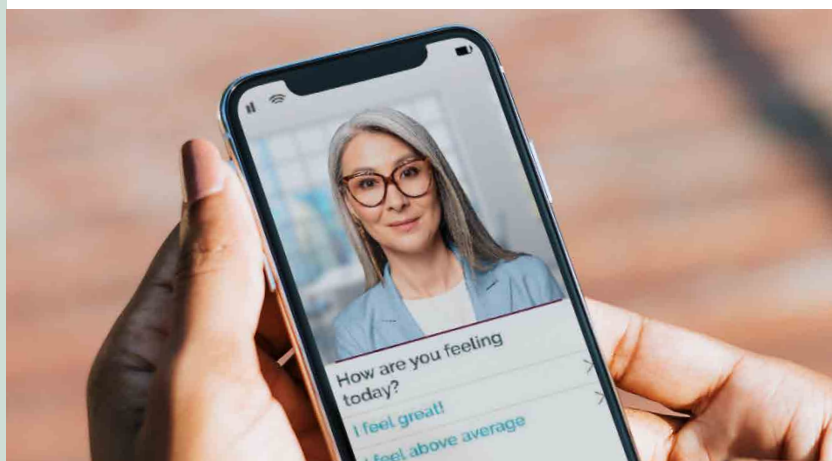 How are you feeling
today?
I feel great!
I feel above average